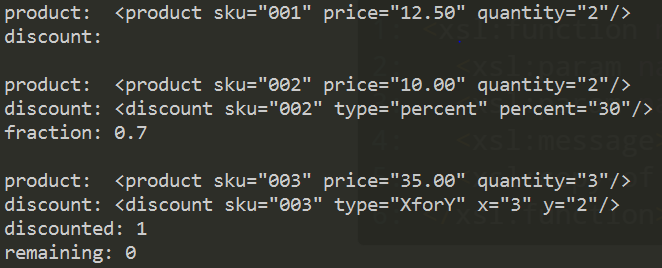 product:  <product sku="001" price="12.50" quantity="2"/>
discount:
product:  <product sku="002" price="10.00" quantity="2"/>
discount: <discount sku="002" type="percent" percent="30"/>
fraction: 0.7
product:  <product sku="003" price="35.00" quantity="3"/>
discount: <discount sku="003" type="XforY" x="3" y="2"/>
discounted: 1
remaining: 0